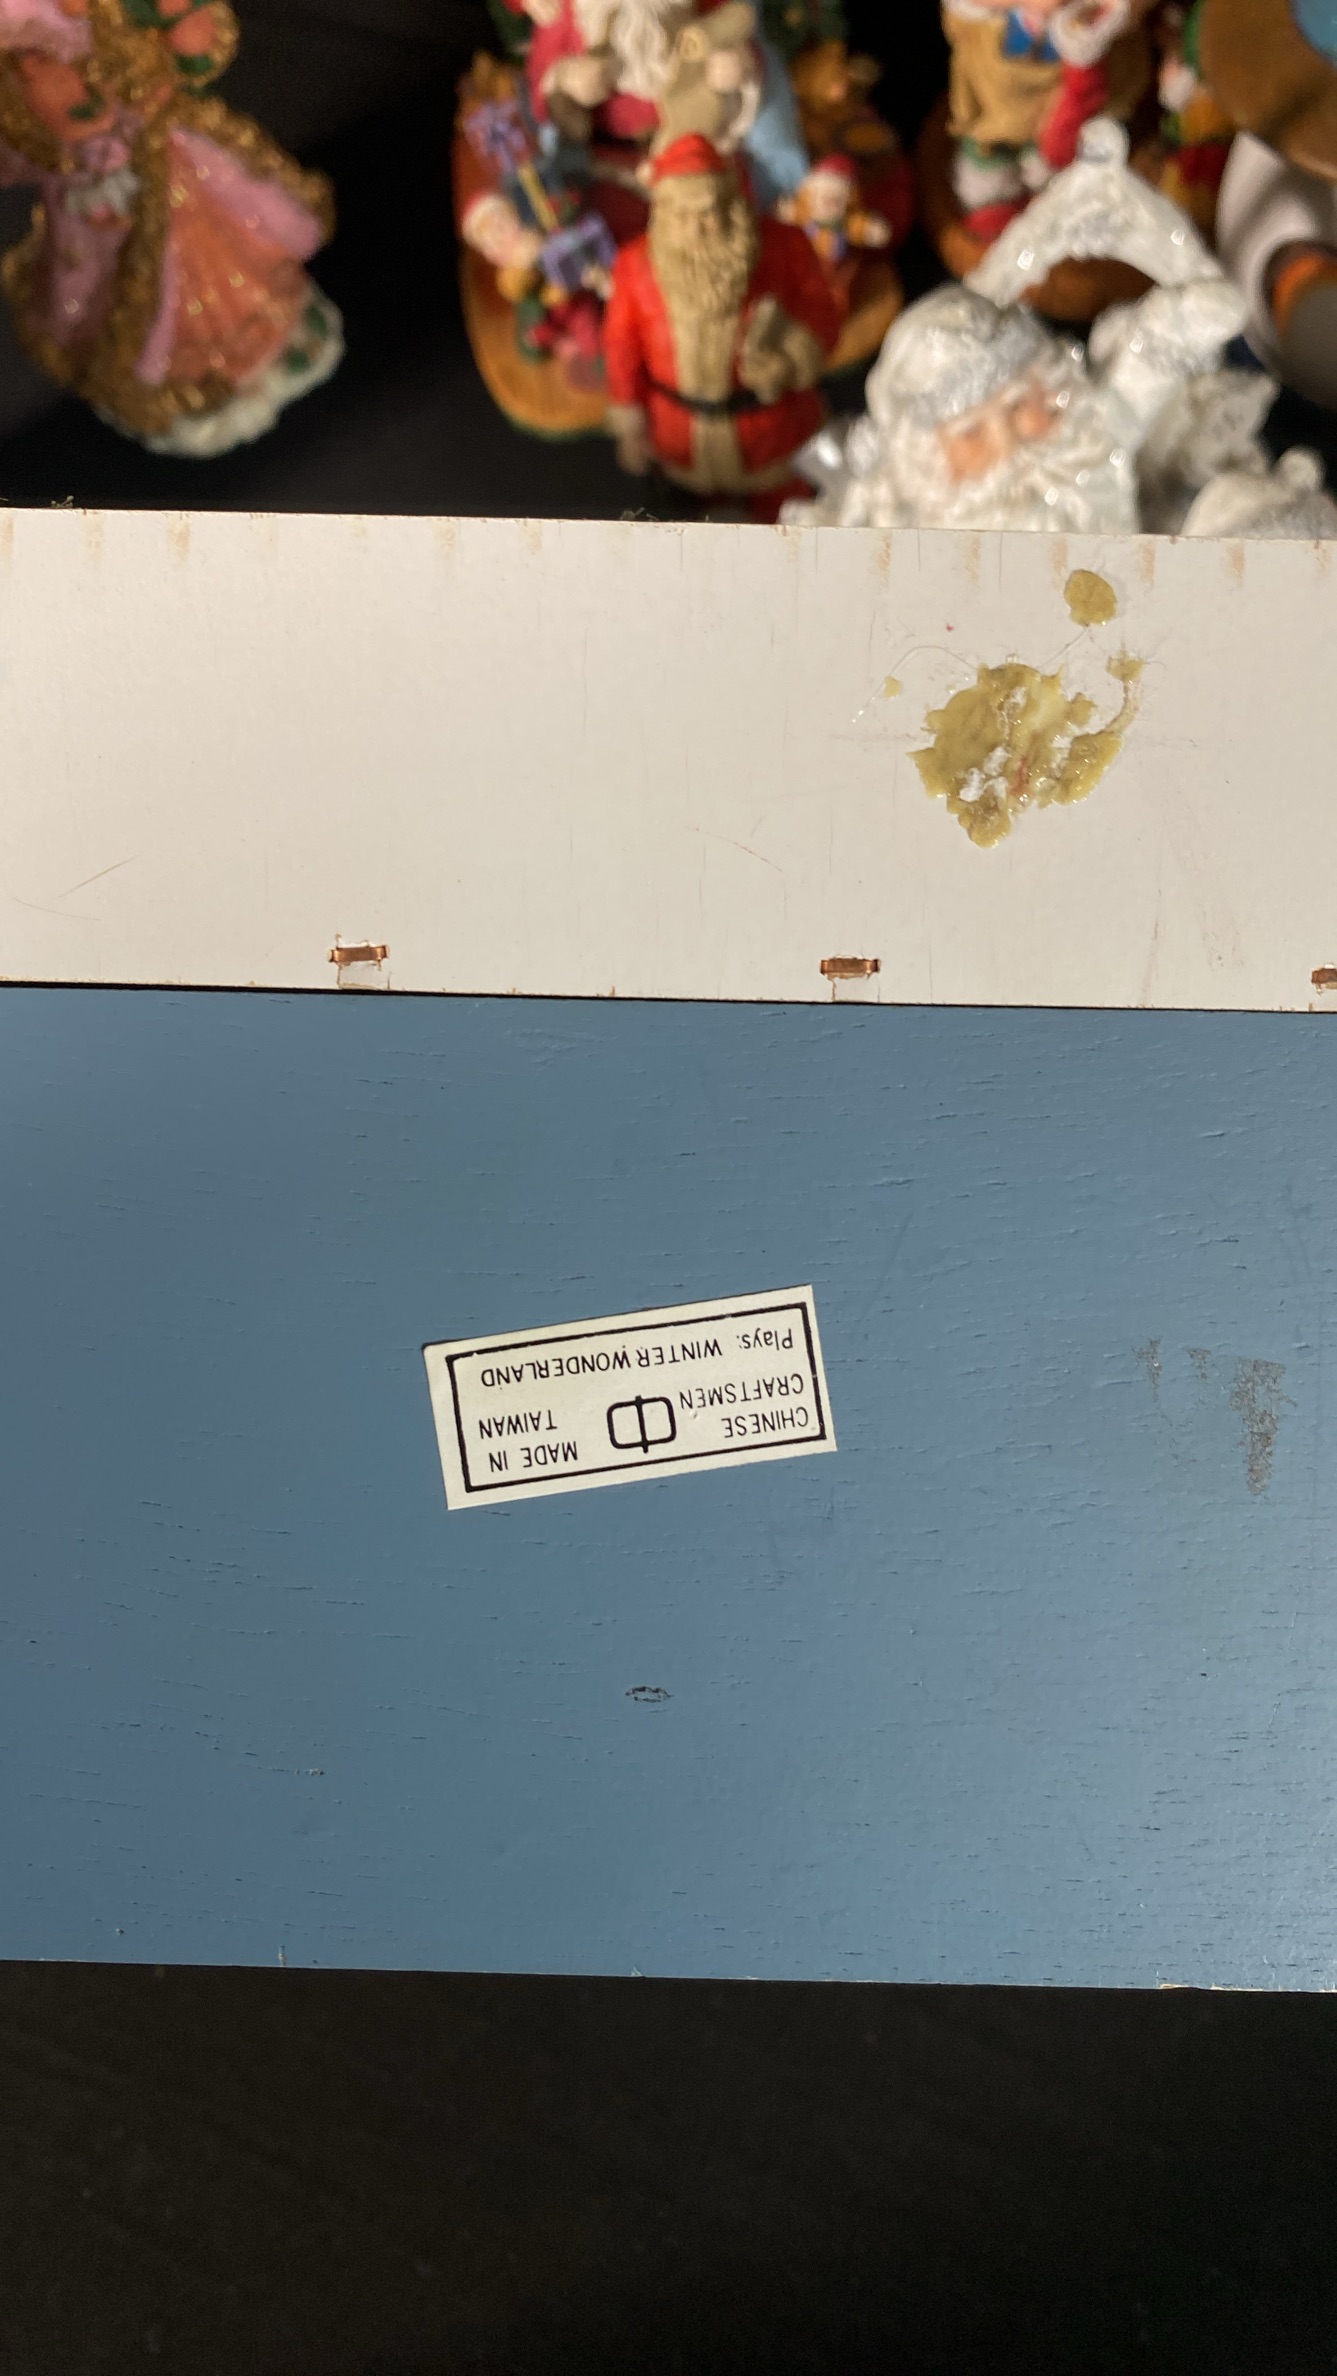 CHINESE
CRAFTSMEN
MADE IN
TAIWAN
Plays: WINTER WONDERLAND